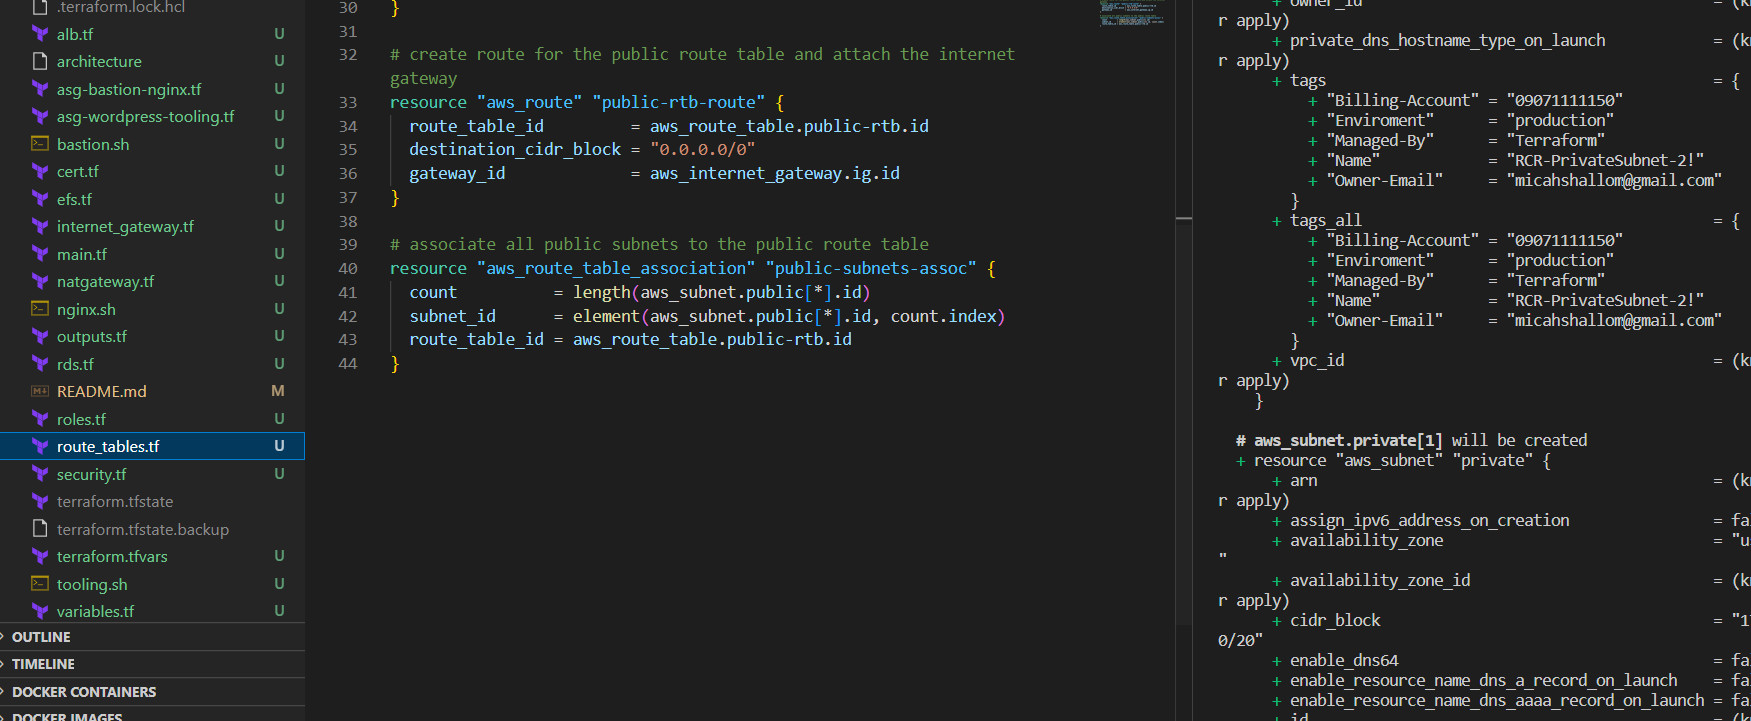 .terraform.lock.hcl
alb.tf U
architecture U
asg-bastion-nginx.tf U
asg-wordpress-tooling.tf U
bastion.sh U
cert.tf U
efs.tf U
internet_gateway.tf U
main.tf U
natgateway.tf U
nginx.sh U
outputs.tf U
rds.tf U
README.md M
roles.tf U
route_tables.tf U
security.tf U
terraform.tfstate
terraform.tfstate.backup
terraform.tfvars U
tooling.sh U
variables.tf U
OUTLINE
TIMELINE
DOCKER CONTAINERS
DOCKER IMAGES
30 }
31
32 # create route for the public route table and attach the internet
gateway
33 resource "aws_route" "public-rtb-route" {
34 route_table_id = aws_route_table.public-rtb.id
35 destination_cidr_block = "0.0.0.0/0"
36 gateway_id = aws_internet_gateway.ig.id
37 }
38
39 # associate all public subnets to the public route table
40 resource "aws_route_table_association" "public-subnets-assoc" {
41 count = length(aws_subnet.public[*].id)
42 subnet_id = element(aws_subnet.public[*].id, count.index)
43 route_table_id = aws_route_table.public-rtb.id
44 }
+ owner_id = (k
r apply)
+ private_dns_hostname_type_on_launch = (k
r apply)
+ tags = {
+ "Billing-Account" = "09071111150"
+ "Enviroment" = "production"
+ "Managed-By" = "Terraform"
+ "Name" = "RCR-PrivateSubnet-2!"
+ "Owner-Email" = "micahshallom@gmail.com"
}
+ tags_all = {
+ "Billing-Account" = "09071111150"
+ "Enviroment" = "production"
+ "Managed-By" = "Terraform"
+ "Name" = "RCR-PrivateSubnet-2!"
+ "Owner-Email" = "micahshallom@gmail.com"
}
+ vpc_id = (k
r apply)
}
# aws_subnet.private[1] will be created
+ resource "aws_subnet" "private" {
+ arn = (k
r apply)
+ assign_ipv6_address_on_creation = fa
+ availability_zone = "u
"
+ availability_zone_id = (k
r apply)
+ cidr_block = "1
0/20"
+ enable_dns64 = fa
+ enable_resource_name_dns_a_record_on_launch = fa
+ enable_resource_name_dns_aaaa_record_on_launch = fa
+ id = (k